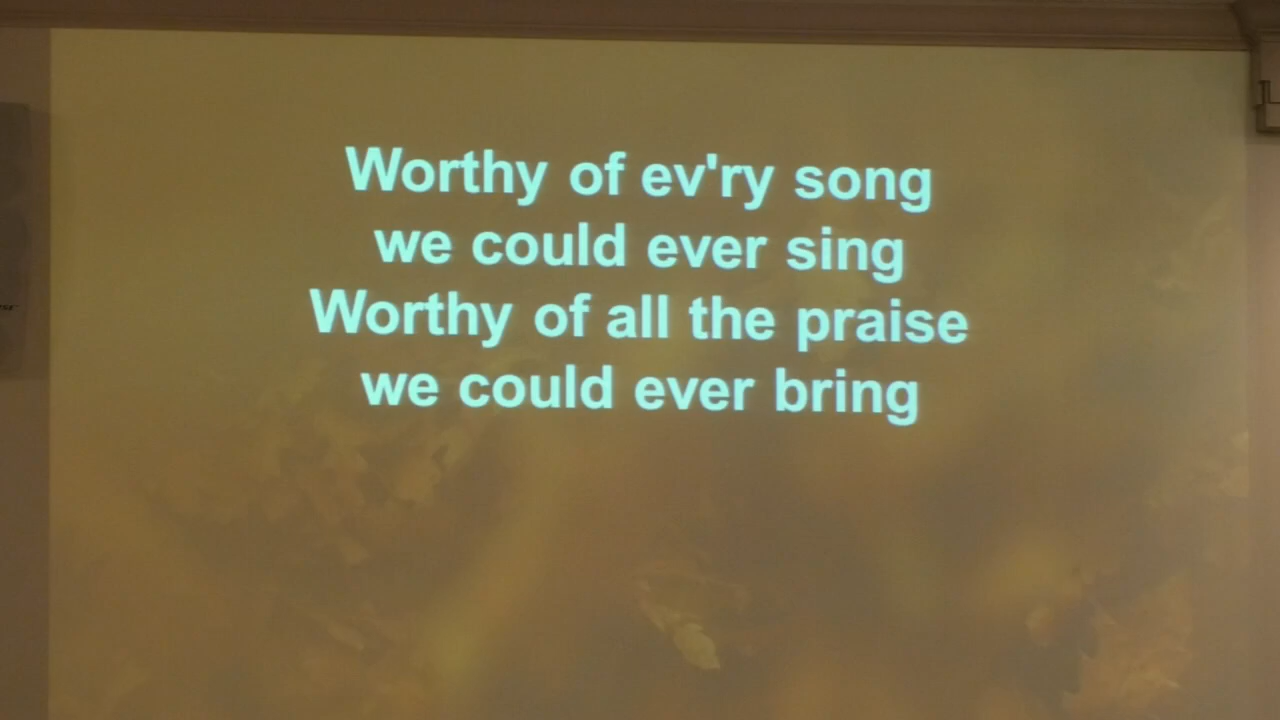 Worthy of ev'ry song
we could ever sing
Worthy of all the praise
we could ever bring